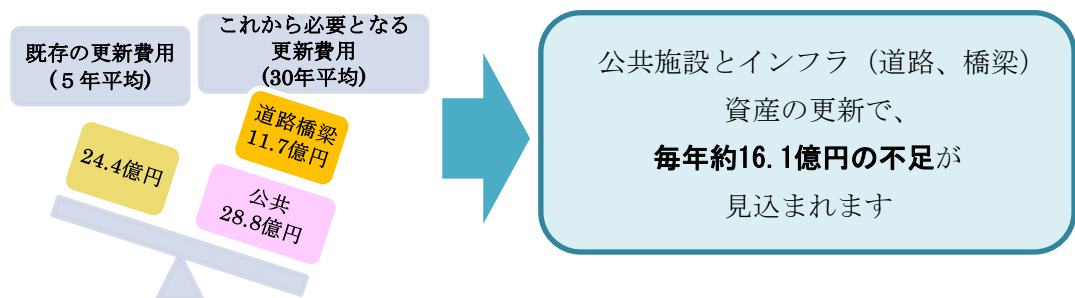 既存の更新費用
(５年平均)
これから必要となる
更新費用
(30年平均)
道路橋梁
11.7億円
24.4億円
公共
28.8億円
公共施設とインフラ（道路、橋梁）
資産の更新で、
毎年約16.1億円の不足が
見込まれます